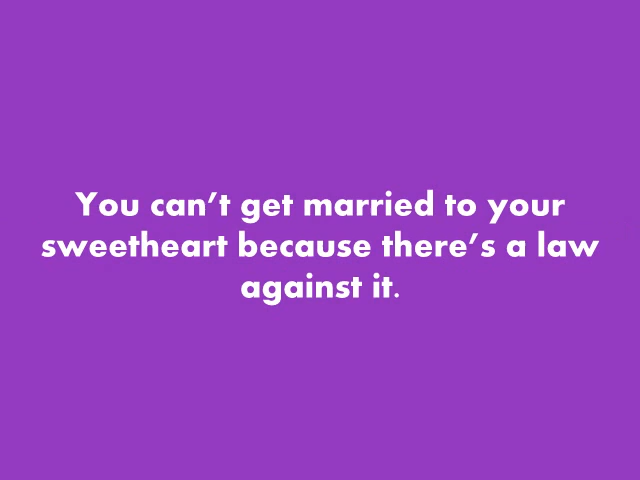 You can’t get married to your
sweetheart because there’s a law
against it.